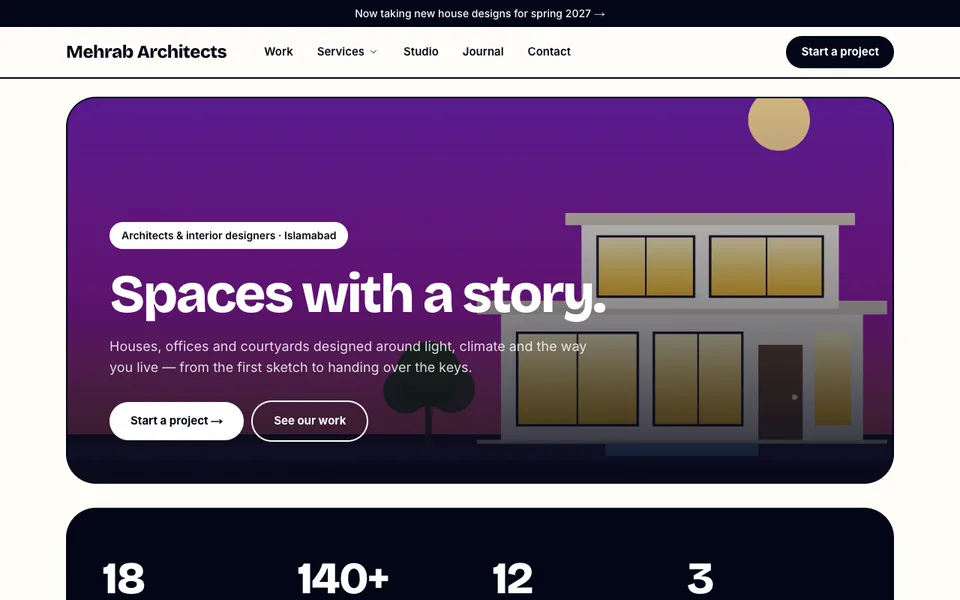 Now taking new house designs for spring 2027 →
Mehrab Architects
Work
Services
Studio
Journal
Contact
Start a project
Architects & interior designers · Islamabad
Spaces with a story.
Houses, offices and courtyards designed around light, climate and the way
you live — from the first sketch to handing over the keys.
Start a project →
See our work
18
140+
12
3